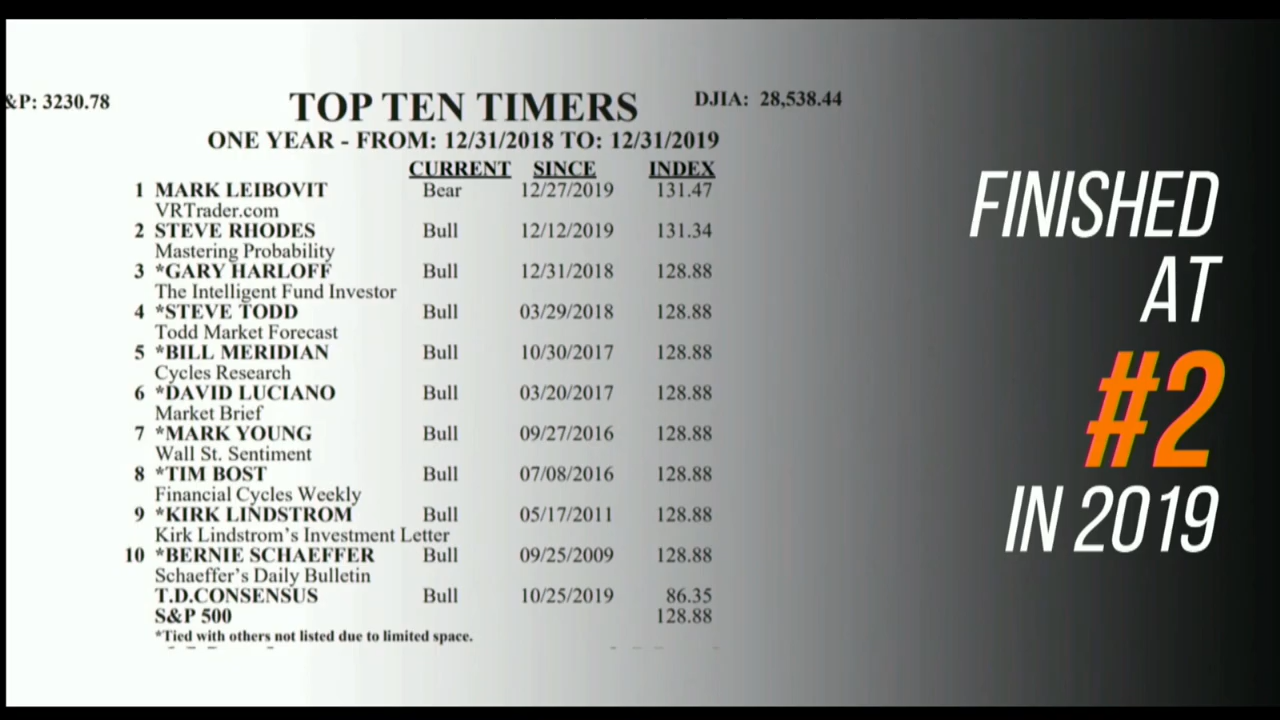 &P: 3230.78
TOP TEN TIMERS
DJIA: 28,538.44
ONE YEAR - FROM: 12/31/2018 TO: 12/31/2019
CURRENT SINCE INDEX
1 MARK LEIBOVIT Bear 12/27/2019 131.47
VRTrader.com
2 STEVE RHODES Bull 12/12/2019 131.34
Mastering Probability
3 *GARY HARLOFF Bull 12/31/2018 128.88
The Intelligent Fund Investor
4 *STEVE TODD Bull 03/29/2018 128.88
Todd Market Forecast
5 *BILL MERIDIAN Bull 10/30/2017 128.88
Cycles Research
6 *DAVID LUCIANO Bull 03/20/2017 128.88
Market Brief
7 *MARK YOUNG Bull 09/27/2016 128.88
Wall St. Sentiment
8 *TIM BOST Bull 07/08/2016 128.88
Financial Cycles Weekly
9 *KIRK LINDSTROM Bull 05/17/2011 128.88
Kirk Lindstrom's Investment Letter
10 *BERNIE SCHAEFFER Bull 09/25/2009 128.88
Schaeffer's Daily Bulletin
T.D.CONSENSUS Bull 10/25/2019 86.35
S&P 500 128.88
*Tied with others not listed due to limited space.
FINISHED
AT
#2
IN 2019